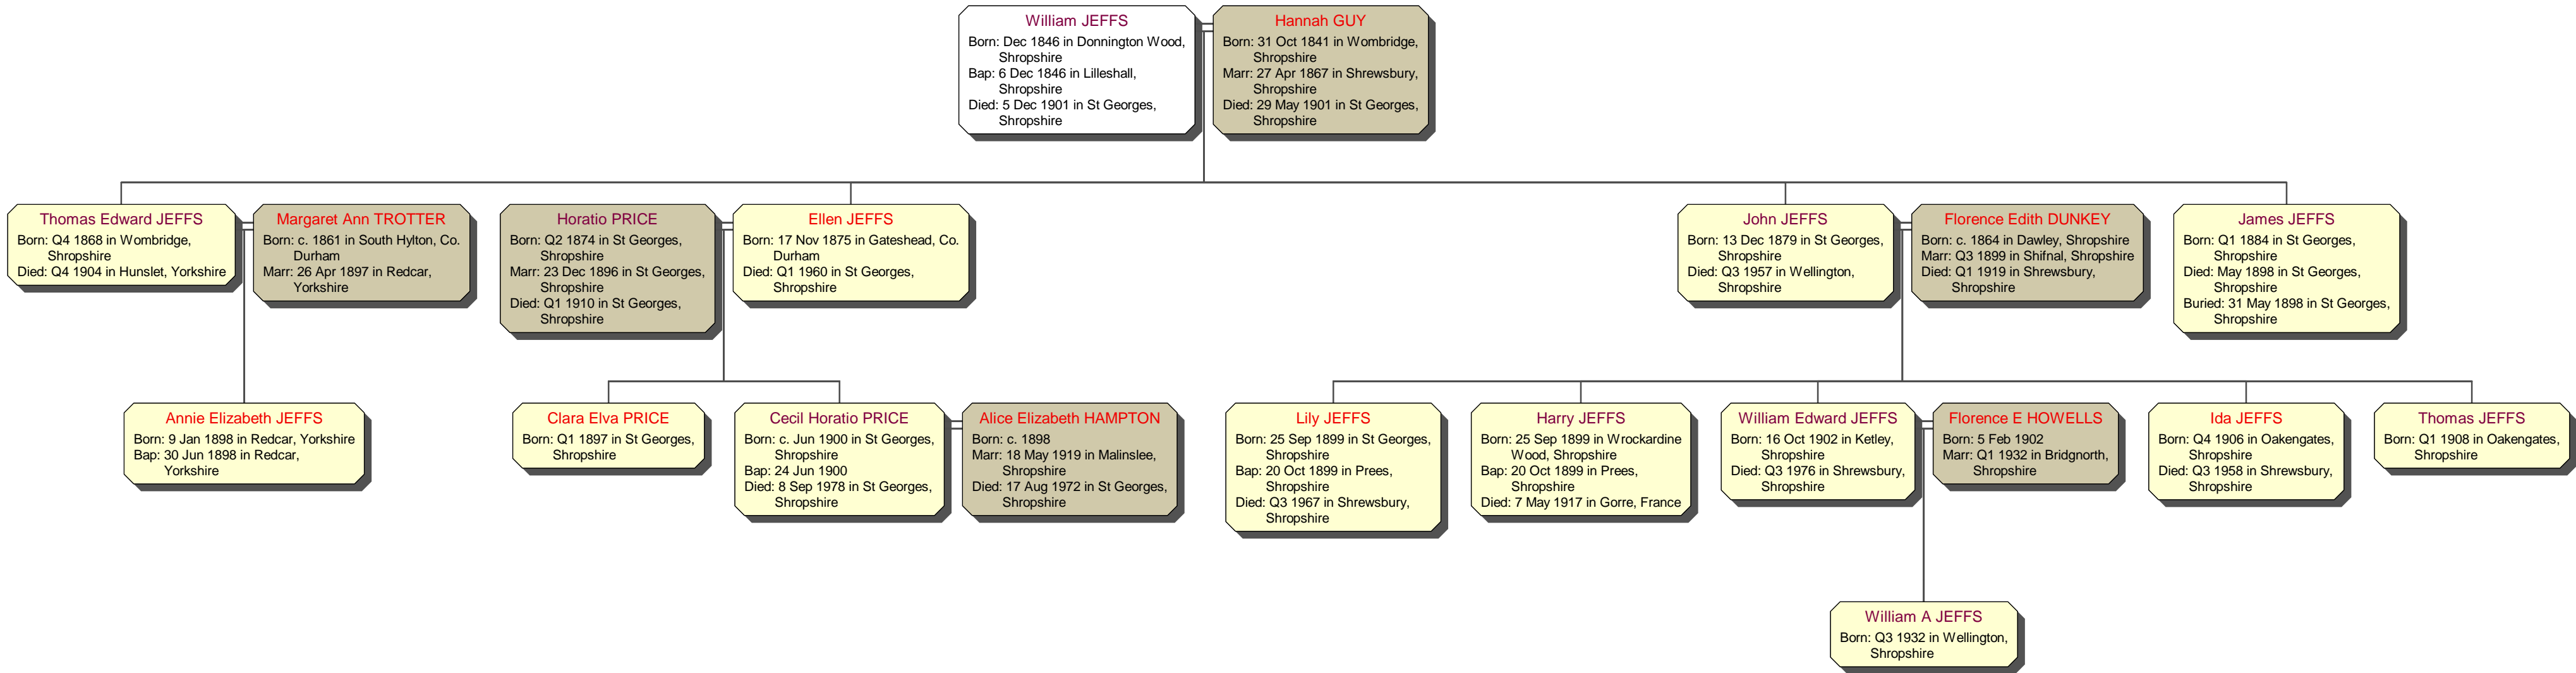 William JEFFS
Born: Dec 1846 in Donnington Wood,
Shropshire
Bap: 6 Dec 1846 in Lilleshall,
Shropshire
Died: 5 Dec 1901 in St Georges,
Shropshire
Hannah GUY
Born: 31 Oct 1841 in Wombridge,
Shropshire
Marr: 27 Apr 1867 in Shrewsbury,
Shropshire
Died: 29 May 1901 in St Georges,
Shropshire
Thomas Edward JEFFS
Born: Q4 1868 in Wombridge,
Shropshire
Died: Q4 1904 in Hunslet, Yorkshire
Margaret Ann TROTTER
Born: c. 1861 in South Hylton, Co.
Durham
Marr: 26 Apr 1897 in Redcar,
Yorkshire
Horatio PRICE
Born: Q2 1874 in St Georges,
Shropshire
Marr: 23 Dec 1896 in St Georges,
Shropshire
Died: Q1 1910 in St Georges,
Shropshire
Ellen JEFFS
Born: 17 Nov 1875 in Gateshead, Co.
Durham
Died: Q1 1960 in St Georges,
Shropshire
John JEFFS
Born: 13 Dec 1879 in St Georges,
Shropshire
Died: Q3 1957 in Wellington,
Shropshire
Florence Edith DUNKEY
Born: c. 1864 in Dawley, Shropshire
Marr: Q3 1899 in Shifnal, Shropshire
Died: Q1 1919 in Shrewsbury,
Shropshire
James JEFFS
Born: Q1 1884 in St Georges,
Shropshire
Died: May 1898 in St Georges,
Shropshire
Buried: 31 May 1898 in St Georges,
Shropshire
Annie Elizabeth JEFFS
Born: 9 Jan 1898 in Redcar, Yorkshire
Bap: 30 Jun 1898 in Redcar,
Yorkshire
Clara Elva PRICE
Born: Q1 1897 in St Georges,
Shropshire
Cecil Horatio PRICE
Born: c. Jun 1900 in St Georges,
Shropshire
Bap: 24 Jun 1900
Died: 8 Sep 1978 in St Georges,
Shropshire
Alice Elizabeth HAMPTON
Born: c. 1898
Marr: 18 May 1919 in Malinslee,
Shropshire
Died: 17 Aug 1972 in St Georges,
Shropshire
Lily JEFFS
Born: 25 Sep 1899 in St Georges,
Shropshire
Bap: 20 Oct 1899 in Prees,
Shropshire
Died: Q3 1967 in Shrewsbury,
Shropshire
Harry JEFFS
Born: 25 Sep 1899 in Wrockardine
Wood, Shropshire
Bap: 20 Oct 1899 in Prees,
Shropshire
Died: 7 May 1917 in Gorre, France
William Edward JEFFS
Born: 16 Oct 1902 in Ketley,
Shropshire
Died: Q3 1976 in Shrewsbury,
Shropshire
Florence E HOWELLS
Born: 5 Feb 1902
Marr: Q1 1932 in Bridgnorth,
Shropshire
Ida JEFFS
Born: Q4 1906 in Oakengates,
Shropshire
Died: Q3 1958 in Shrewsbury,
Shropshire
Thomas JEFFS
Born: Q1 1908 in Oakengates,
Shropshire
William A JEFFS
Born: Q3 1932 in Wellington,
Shropshire